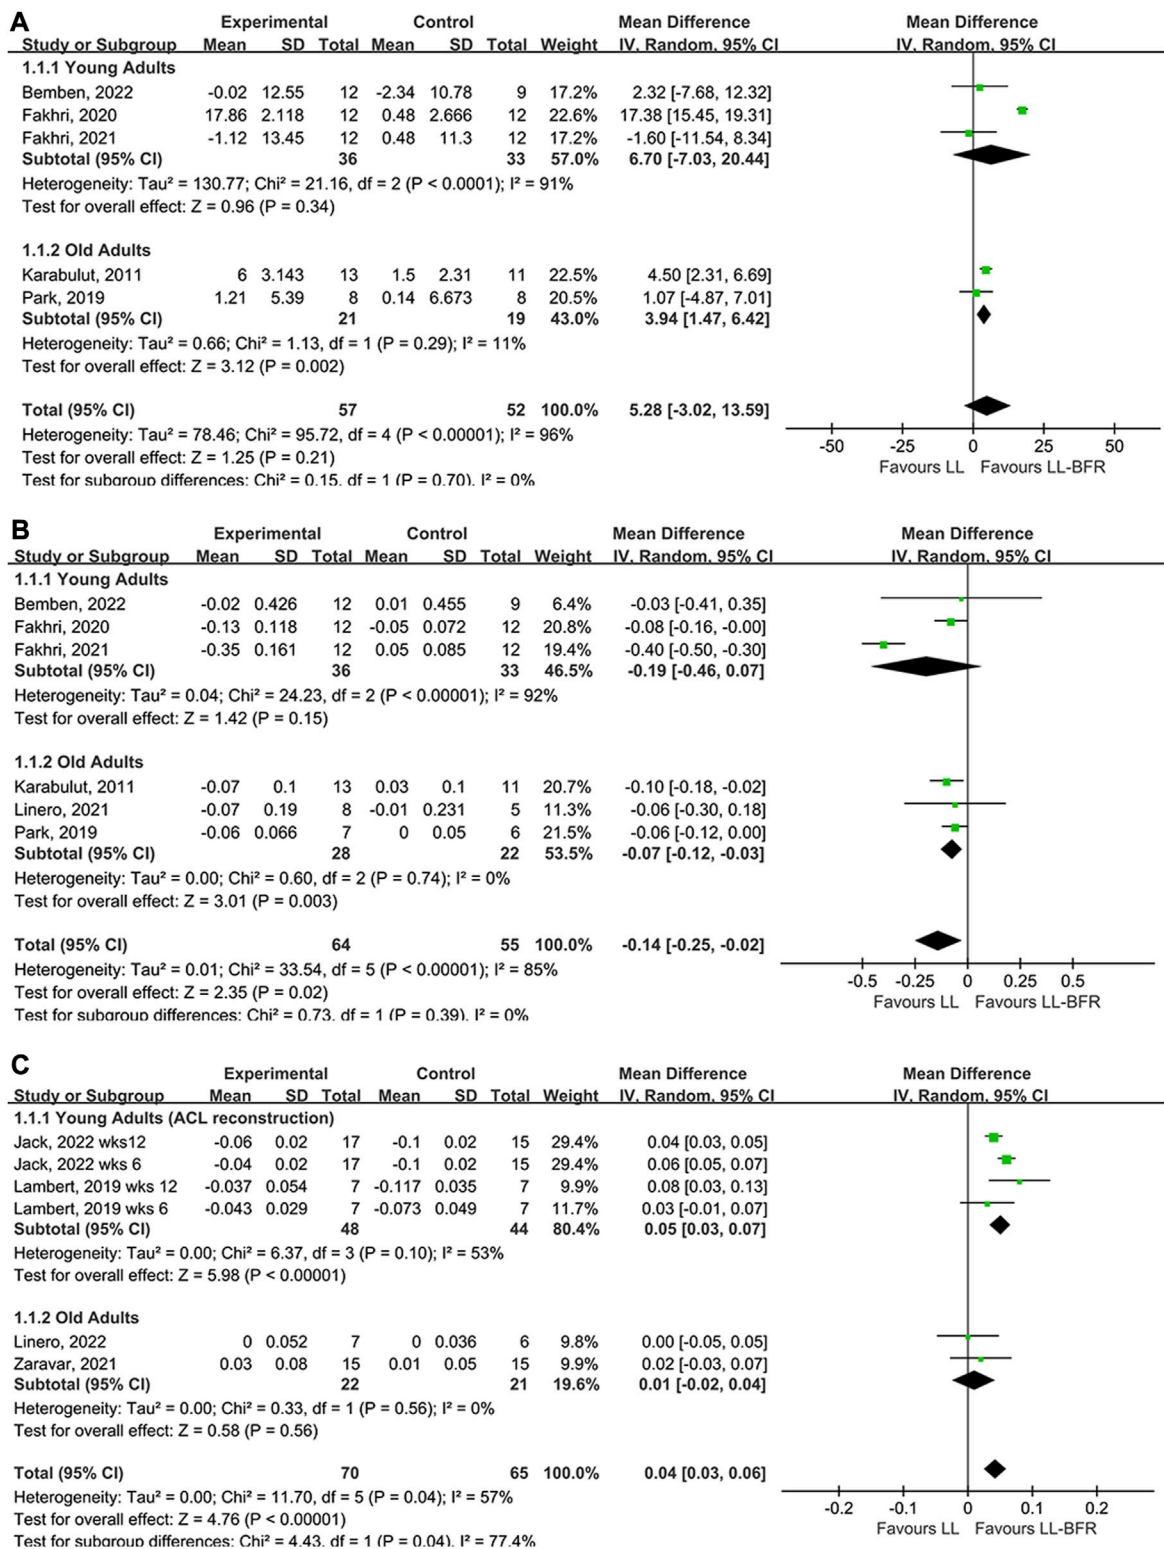 A
Experimental Control Mean Difference Mean Difference
Study or Subgroup Mean SD Total Mean SD Total Weight IV, Random, 95% CI IV, Random, 95% CI
1.1.1 Young Adults
Bemben, 2022 -0.02 12.55 12 -2.34 10.78 9 17.2% 2.32 [-7.68, 12.32]
Fakhri, 2020 17.86 2.118 12 0.48 2.666 12 22.6% 17.38 [15.45, 19.31]
Fakhri, 2021 -1.12 13.45 12 0.48 11.3 12 17.2% -1.60 [-11.54, 8.34]
Subtotal (95% CI) 36 33 57.0% 6.70 [-7.03, 20.44]
Heterogeneity: Tau² = 130.77; Chi² = 21.16, df = 2 (P < 0.0001); I² = 91%
Test for overall effect: Z = 0.96 (P = 0.34)
1.1.2 Old Adults
Karabulut, 2011 6 3.143 13 1.5 2.31 11 22.5% 4.50 [2.31, 6.69]
Park, 2019 1.21 5.39 8 0.14 6.673 8 20.5% 1.07 [-4.87, 7.01]
Subtotal (95% CI) 21 19 43.0% 3.94 [1.47, 6.42]
Heterogeneity: Tau² = 0.66; Chi² = 1.13, df = 1 (P = 0.29); I² = 11%
Test for overall effect: Z = 3.12 (P = 0.002)
Total (95% CI) 57 52 100.0% 5.28 [-3.02, 13.59]
Heterogeneity: Tau² = 78.46; Chi² = 95.72, df = 4 (P < 0.00001); I² = 96%
Test for overall effect: Z = 1.25 (P = 0.21)
Test for subgroup differences: Chi² = 0.15, df = 1 (P = 0.70), I² = 0%
-50 -25 0 25 50
Favours LL Favours LL-BFR
B
Experimental Control Mean Difference Mean Difference
Study or Subgroup Mean SD Total Mean SD Total Weight IV, Random, 95% CI IV, Random, 95% CI
1.1.1 Young Adults
Bemben, 2022 -0.02 0.426 12 0.01 0.455 9 6.4% -0.03 [-0.41, 0.35]
Fakhri, 2020 -0.13 0.118 12 -0.05 0.072 12 20.8% -0.08 [-0.16, -0.00]
Fakhri, 2021 -0.35 0.161 12 0.05 0.085 12 19.4% -0.40 [-0.50, -0.30]
Subtotal (95% CI) 36 33 46.5% -0.19 [-0.46, 0.07]
Heterogeneity: Tau² = 0.04; Chi² = 24.23, df = 2 (P < 0.00001); I² = 92%
Test for overall effect: Z = 1.42 (P = 0.15)
1.1.2 Old Adults
Karabulut, 2011 -0.07 0.1 13 0.03 0.1 11 20.7% -0.10 [-0.18, -0.02]
Linero, 2021 -0.07 0.19 8 -0.01 0.231 5 11.3% -0.06 [-0.30, 0.18]
Park, 2019 -0.06 0.066 7 0 0.05 6 21.5% -0.06 [-0.12, 0.00]
Subtotal (95% CI) 28 22 53.5% -0.07 [-0.12, -0.03]
Heterogeneity: Tau² = 0.00; Chi² = 0.60, df = 2 (P = 0.74); I² = 0%
Test for overall effect: Z = 3.01 (P = 0.003)
Total (95% CI) 64 55 100.0% -0.14 [-0.25, -0.02]
Heterogeneity: Tau² = 0.01; Chi² = 33.54, df = 5 (P < 0.00001); I² = 85%
Test for overall effect: Z = 2.35 (P = 0.02)
Test for subgroup differences: Chi² = 0.73, df = 1 (P = 0.39), I² = 0%
-0.5 -0.25 0 0.25 0.5
Favours LL Favours LL-BFR
C
Experimental Control Mean Difference Mean Difference
Study or Subgroup Mean SD Total Mean SD Total Weight IV, Random, 95% CI IV, Random, 95% CI
1.1.1 Young Adults (ACL reconstruction)
Jack, 2022 wks12 -0.06 0.02 17 -0.1 0.02 15 29.4% 0.04 [0.03, 0.05]
Jack, 2022 wks 6 -0.04 0.02 17 -0.1 0.02 15 29.4% 0.06 [0.05, 0.07]
Lambert, 2019 wks 12 -0.037 0.054 7 -0.117 0.035 7 9.9% 0.08 [0.03, 0.13]
Lambert, 2019 wks 6 -0.043 0.029 7 -0.073 0.049 7 11.7% 0.03 [-0.01, 0.07]
Subtotal (95% CI) 48 44 80.4% 0.05 [0.03, 0.07]
Heterogeneity: Tau² = 0.00; Chi² = 6.37, df = 3 (P = 0.10); I² = 53%
Test for overall effect: Z = 5.98 (P < 0.00001)
1.1.2 Old Adults
Linero, 2022 0 0.052 7 0 0.036 6 9.8% 0.00 [-0.05, 0.05]
Zaravar, 2021 0.03 0.08 15 0.01 0.05 15 9.9% 0.02 [-0.03, 0.07]
Subtotal (95% CI) 22 21 19.6% 0.01 [-0.02, 0.04]
Heterogeneity: Tau² = 0.00; Chi² = 0.33, df = 1 (P = 0.56); I² = 0%
Test for overall effect: Z = 0.58 (P = 0.56)
Total (95% CI) 70 65 100.0% 0.04 [0.03, 0.06]
Heterogeneity: Tau² = 0.00; Chi² = 11.70, df = 5 (P = 0.04); I² = 57%
Test for overall effect: Z = 4.76 (P < 0.00001)
Test for subgroup differences: Chi² = 4.43, df = 1 (P = 0.04), I² = 77.4%
-0.2 -0.1 0 0.1 0.2
Favours LL Favours LL-BFR